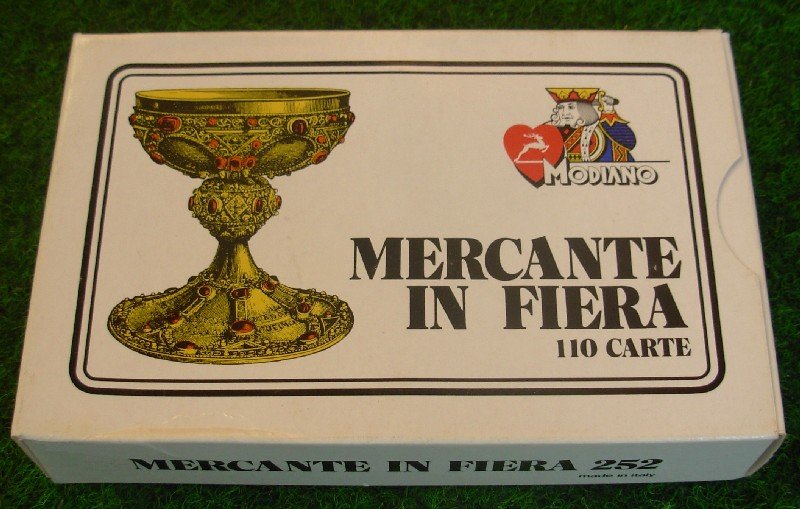 MODIANO
MERCANTE
IN FIERA
110 CARTE
MERCANTE IN FIERA 252
made in italy